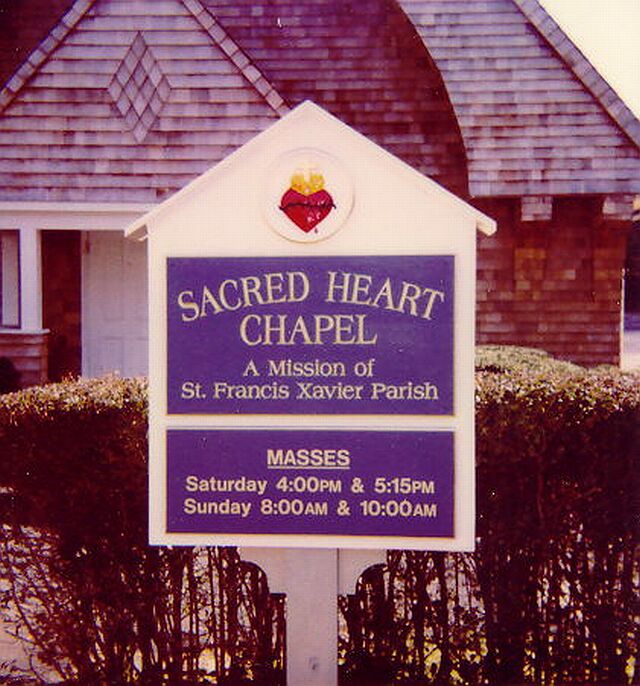 SACRED HEART
CHAPEL
A Mission of
St. Francis Xavier Parish
MASSES
Saturday 4:00PM & 5:15PM
Sunday 8:00AM & 10:00AM